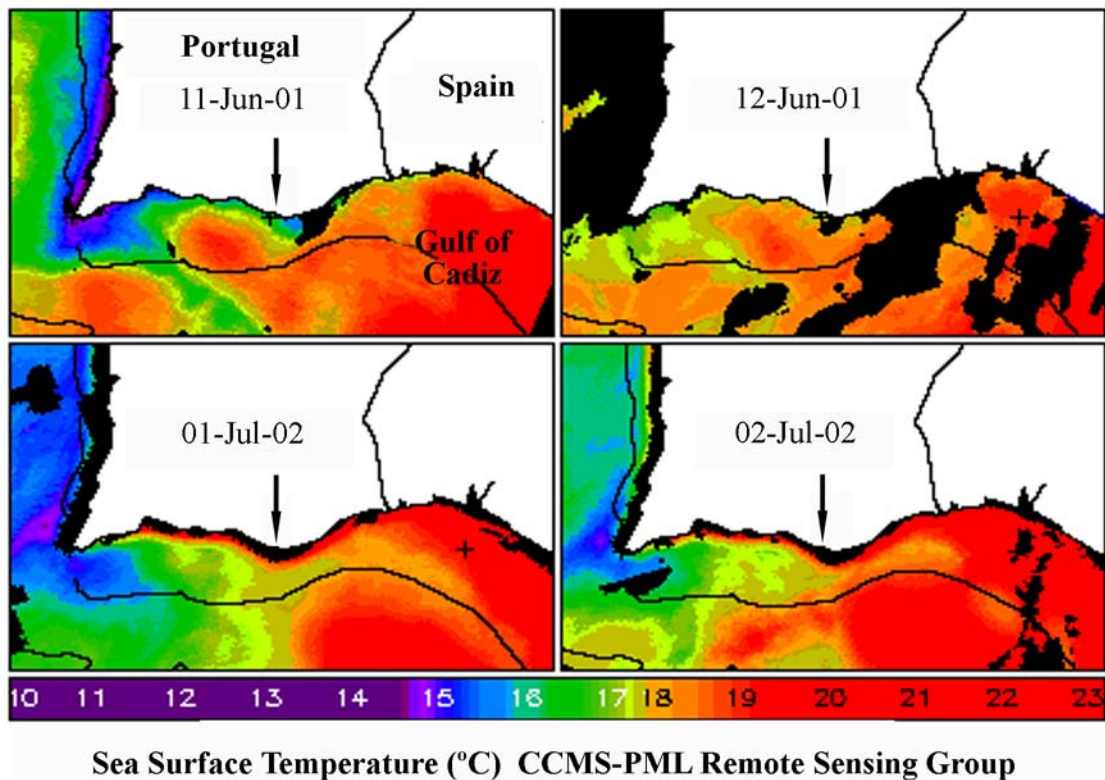 Portugal
11-Jun-01
Spain
Gulf of
Cadiz
12-Jun-01
01-Jul-02
02-Jul-02
10 11 12 13 14 15 16 17 18 19 20 21 22 23
Sea Surface Temperature (ºC) CCMS-PML Remote Sensing Group